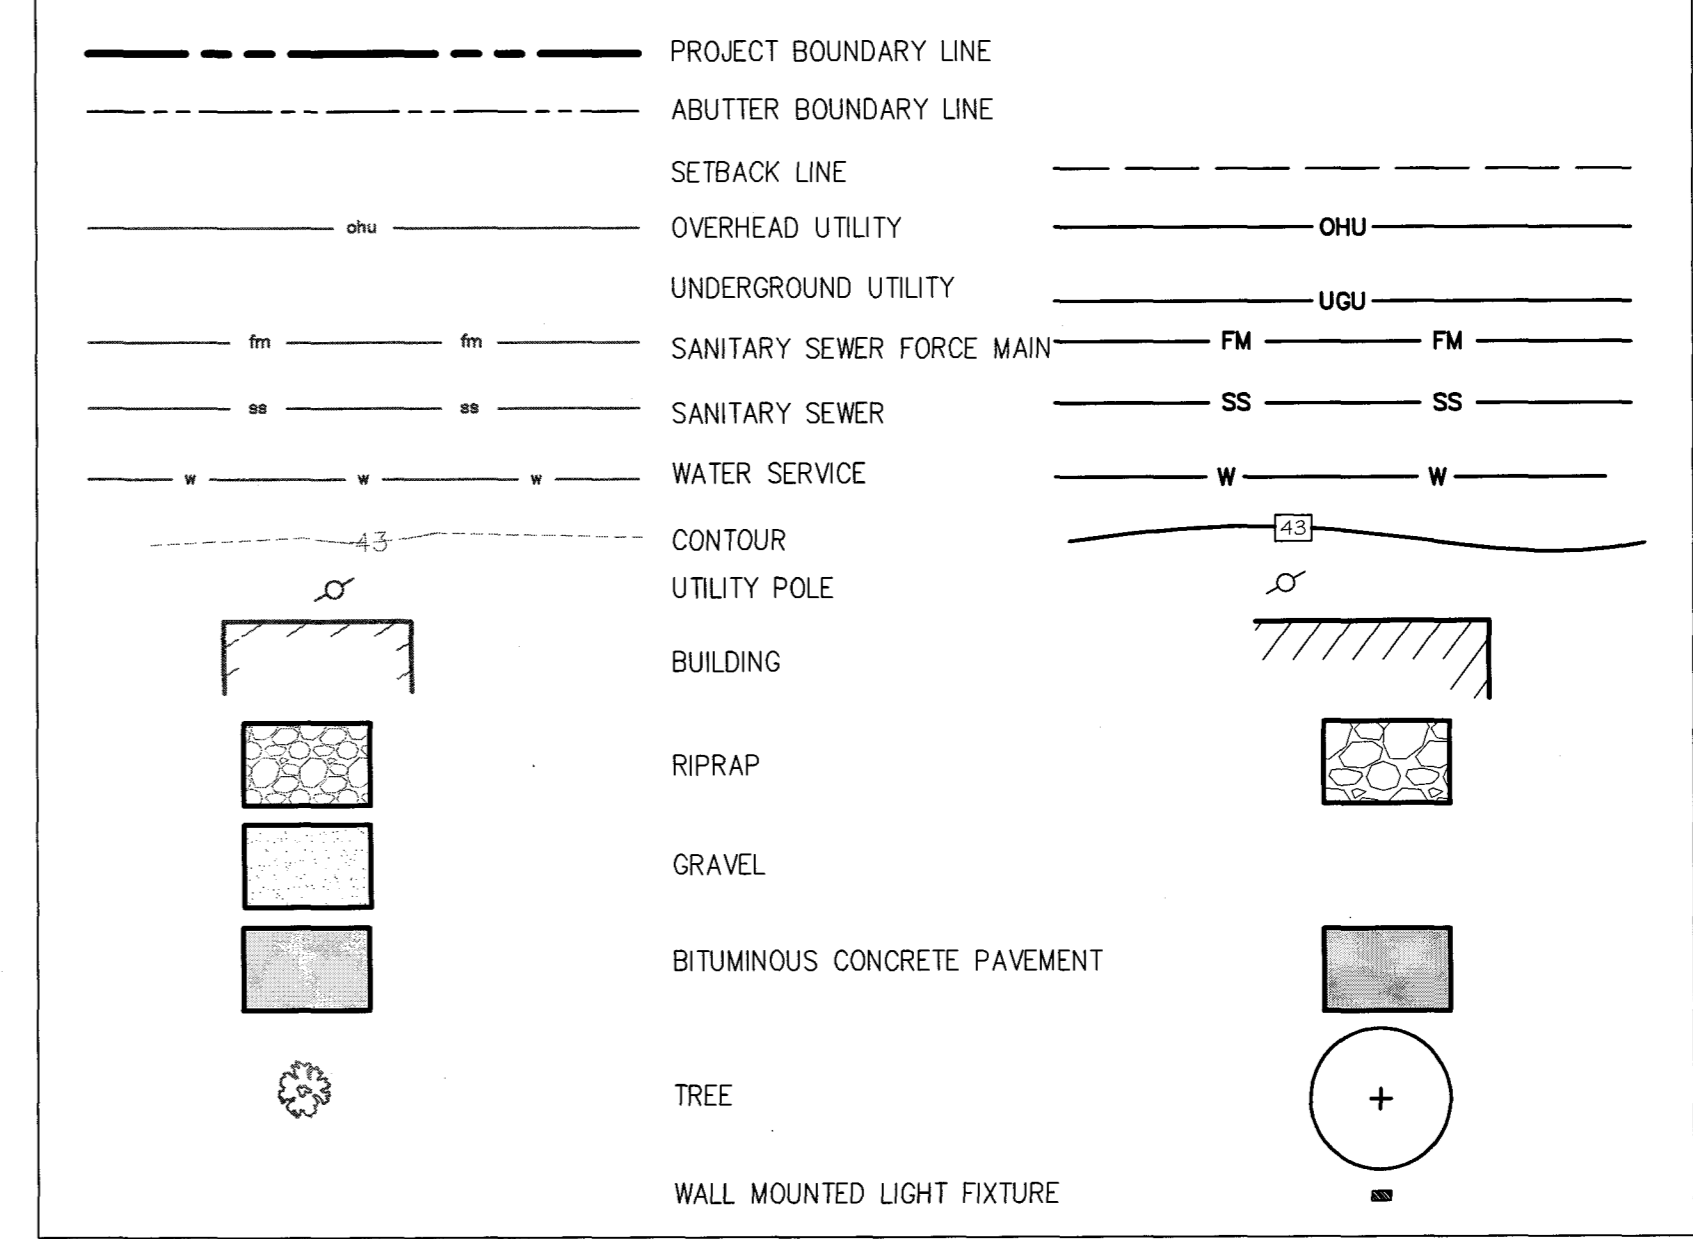 PROJECT BOUNDARY LINE
ABUTTER BOUNDARY LINE
SETBACK LINE
ohu OVERHEAD UTILITY OHU
UNDERGROUND UTILITY UGU
fm fm SANITARY SEWER FORCE MAIN FM FM
ss ss SANITARY SEWER SS SS
w w w WATER SERVICE W W
43 CONTOUR 43
UTILITY POLE
BUILDING
RIPRAP
GRAVEL
BITUMINOUS CONCRETE PAVEMENT
TREE
WALL MOUNTED LIGHT FIXTURE